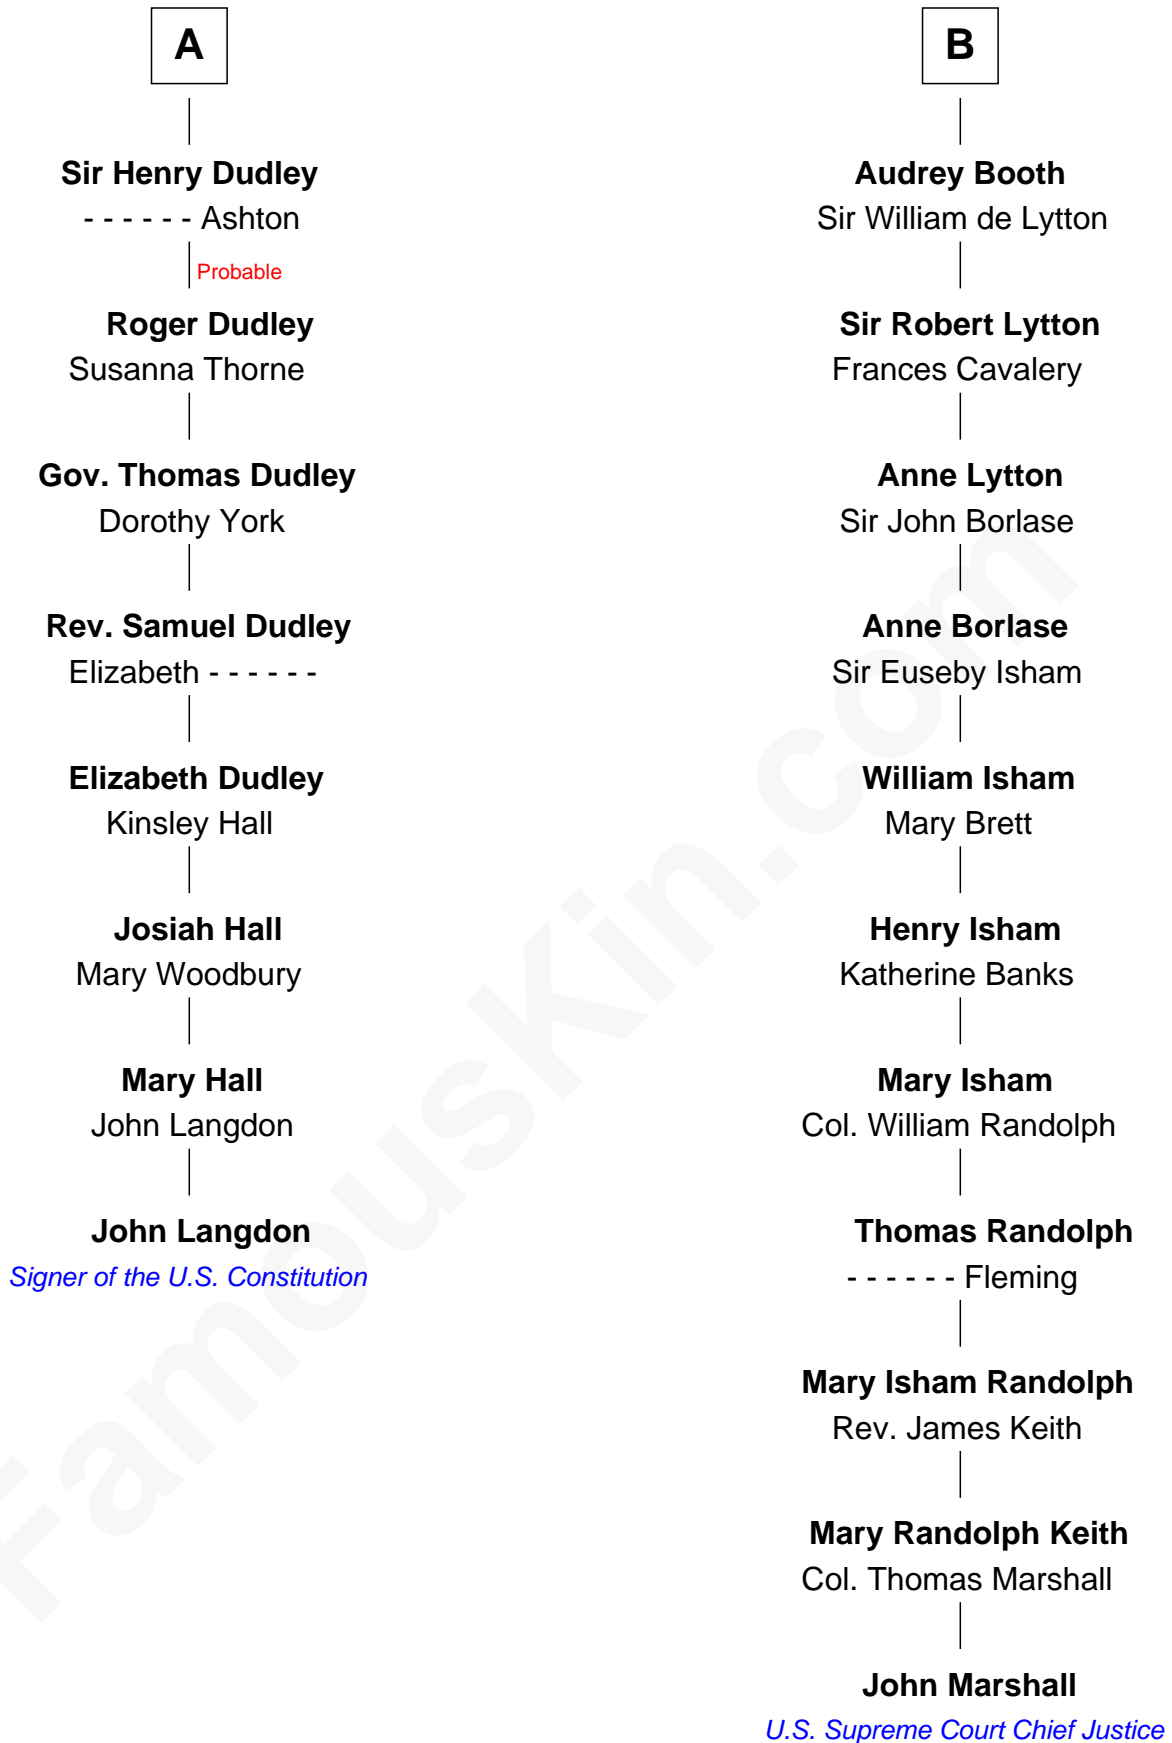 A
Sir Henry Dudley
- - - - - - Ashton
Probable
Roger Dudley
Susanna Thorne
Gov. Thomas Dudley
Dorothy York
Rev. Samuel Dudley
Elizabeth - - - - - -
Elizabeth Dudley
Kinsley Hall
Josiah Hall
Mary Woodbury
Mary Hall
John Langdon
John Langdon
Signer of the U.S. Constitution
B
Audrey Booth
Sir William de Lytton
Sir Robert Lytton
Frances Cavalery
Anne Lytton
Sir John Borlase
Anne Borlase
Sir Euseby Isham
William Isham
Mary Brett
Henry Isham
Katherine Banks
Mary Isham
Col. William Randolph
Thomas Randolph
- - - - - - Fleming
Mary Isham Randolph
Rev. James Keith
Mary Randolph Keith
Col. Thomas Marshall
John Marshall
U.S. Supreme Court Chief Justice
FamousKin.com